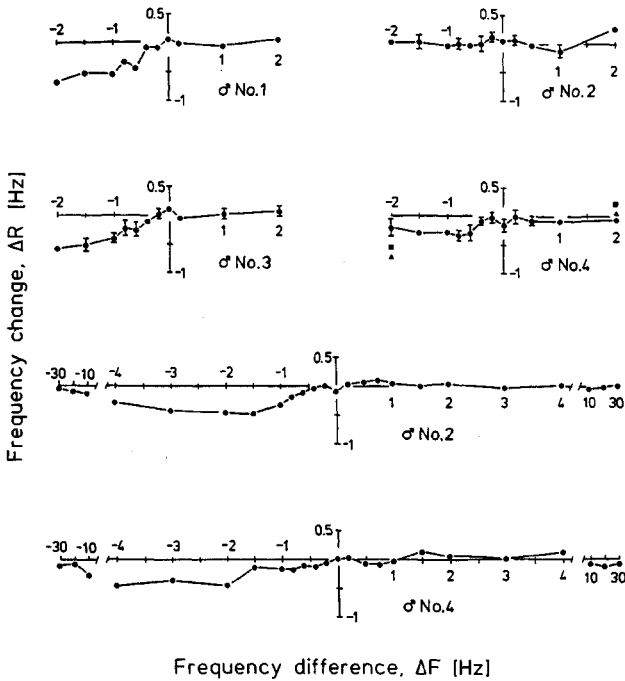 0.5 0.5
-2 -1 -2 -1
1 2 1 2
♂ No.1 ♂ No.2
-1 -1
0.5 0.5
-2 -1 -2 -1
1 2 1 2
♂ No.3 ♂ No.4
-1 -1
0.5
-30 -10 -4 -3 -2 -1
1 2 3 4 10 30
♂ No.2
-1
0.5
-30 -10 -4 -3 -2 -1
1 2 3 4 10 30
♂ No.4
-1
Frequency change, ΔR [Hz]
Frequency difference, ΔF [Hz]